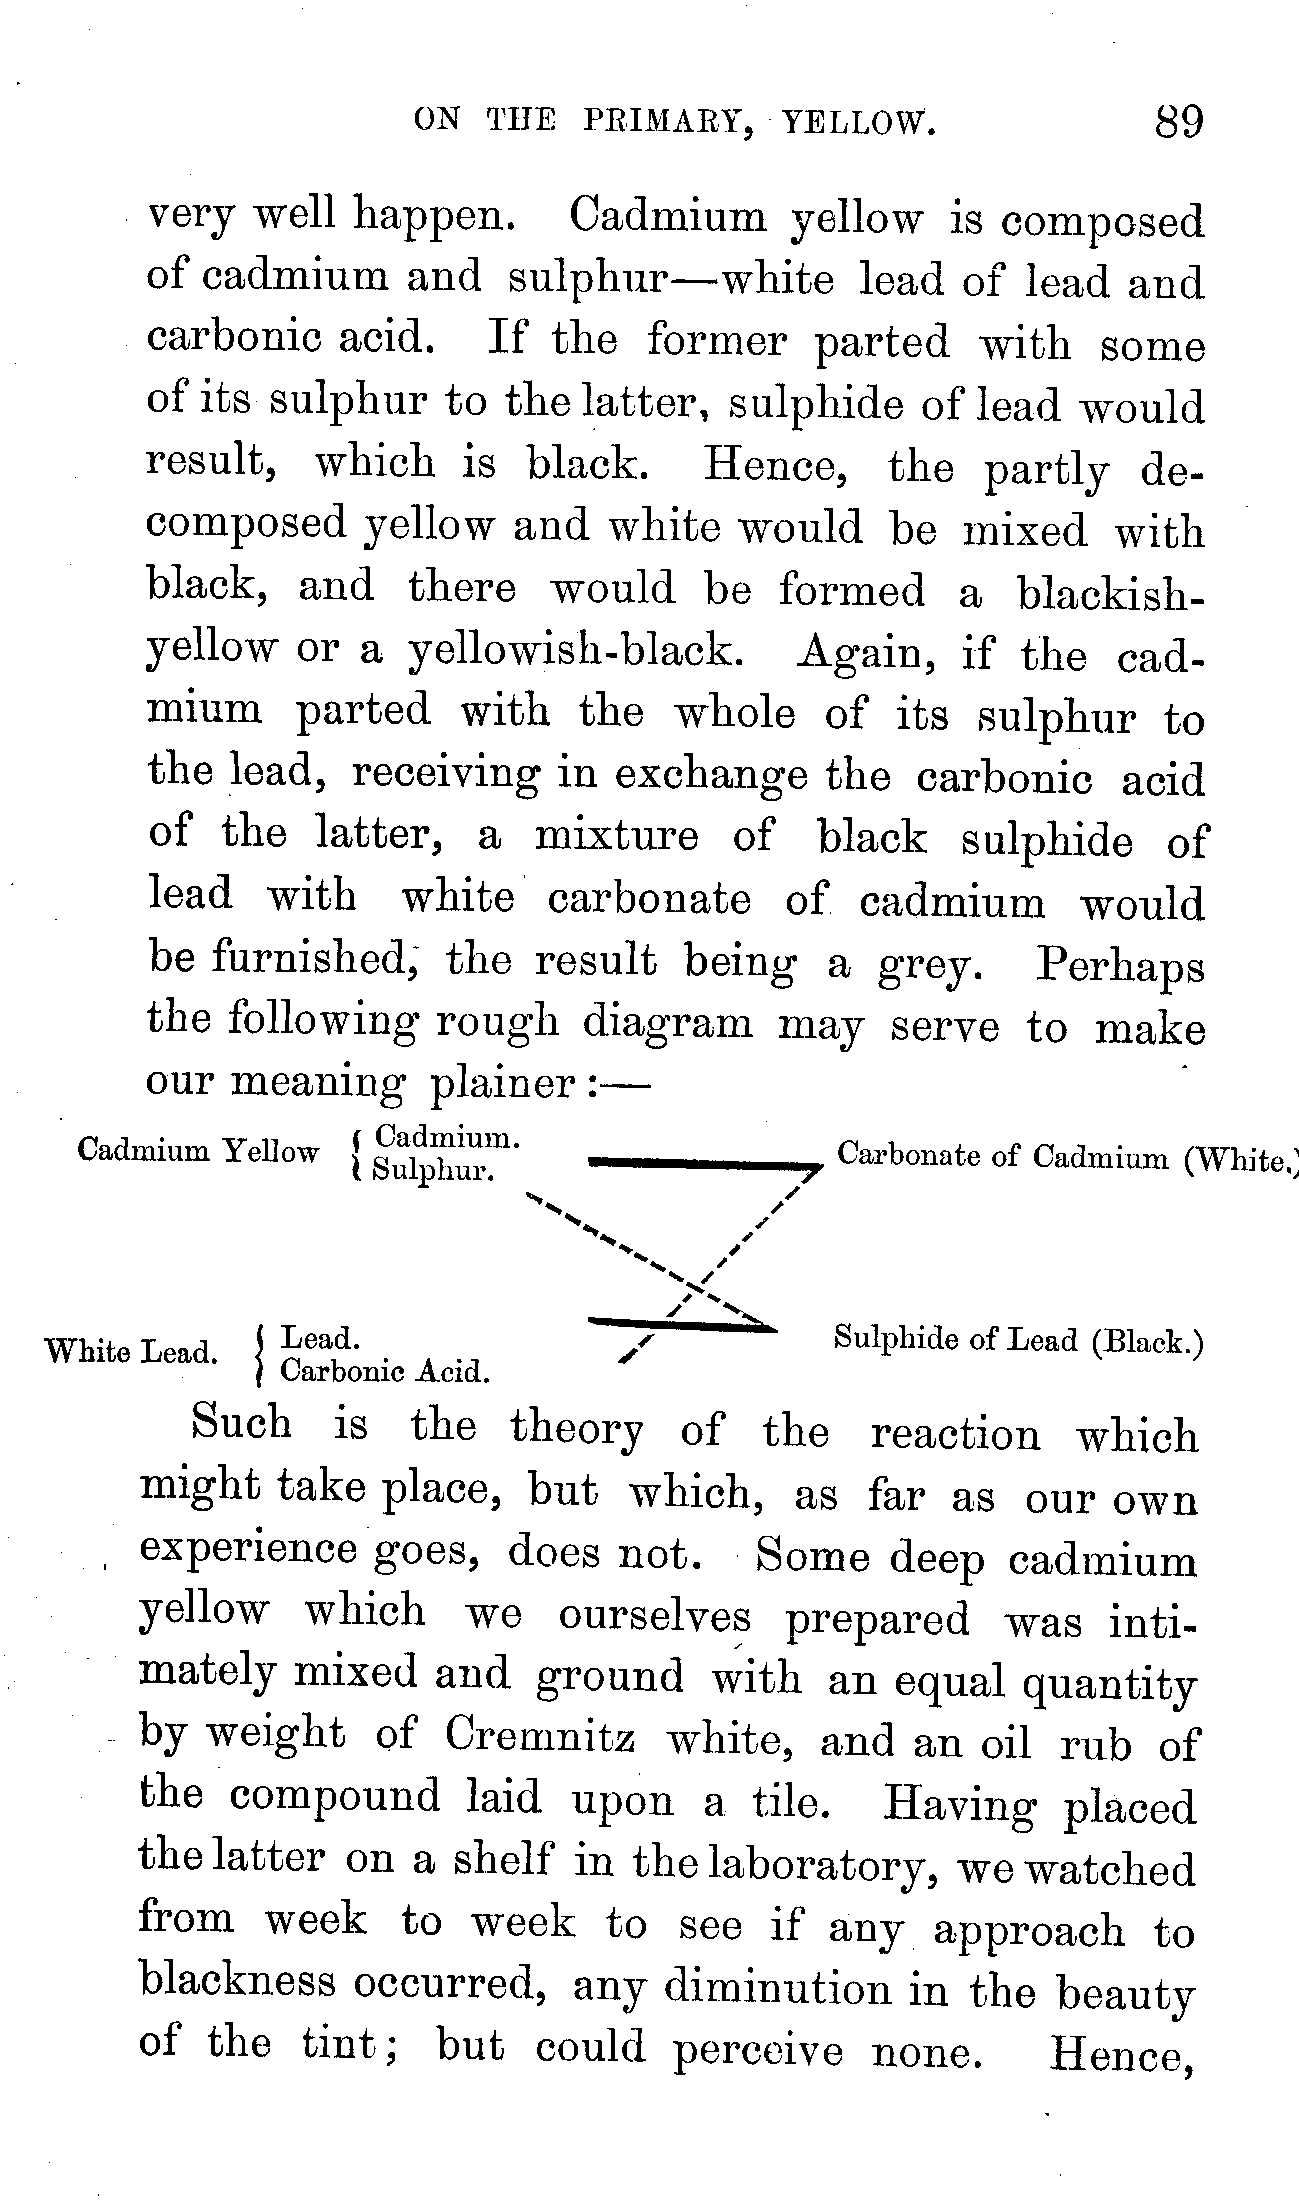 ON THE PRIMARY, YELLOW. 89
very well happen. Cadmium yellow is composed
of cadmium and sulphur—white lead of lead and
carbonic acid. If the former parted with some
of its sulphur to the latter, sulphide of lead would
result, which is black. Hence, the partly de-
composed yellow and white would be mixed with
black, and there would be formed a blackish-
yellow or a yellowish-black. Again, if the cad-
mium parted with the whole of its sulphur to
the lead, receiving in exchange the carbonic acid
of the latter, a mixture of black sulphide of
lead with white carbonate of cadmium would
be furnished, the result being a grey. Perhaps
the following rough diagram may serve to make
our meaning plainer :—
Cadmium Yellow { Cadmium.
Sulphur.
Carbonate of Cadmium (White.)
White Lead. { Lead.
Carbonic Acid.
Sulphide of Lead (Black.)
Such is the theory of the reaction which
might take place, but which, as far as our own
experience goes, does not. Some deep cadmium
yellow which we ourselves prepared was inti-
mately mixed and ground with an equal quantity
by weight of Cremnitz white, and an oil rub of
the compound laid upon a tile. Having placed
the latter on a shelf in the laboratory, we watched
from week to week to see if any approach to
blackness occurred, any diminution in the beauty
of the tint; but could perceive none. Hence,